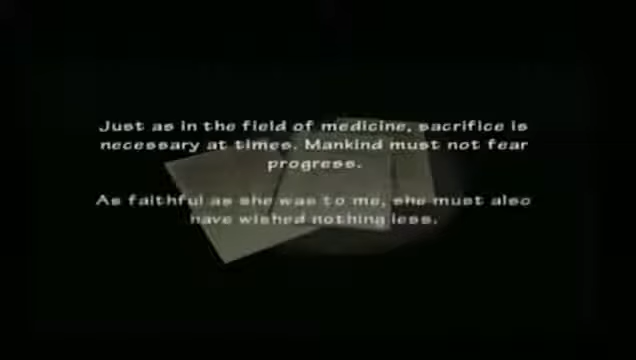 Just as in the field of medicine, sacrifice is
necessary at times. Mankind must not fear
progress.
As faithful as she was to me, she must also
have wished nothing less.